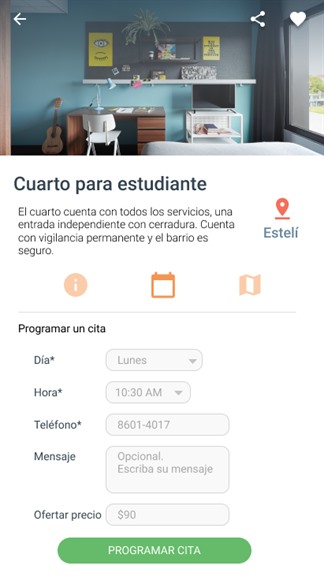 Cuarto para estudiante
El cuarto cuenta con todos los servicios, una
entrada independiente con cerradura. Cuenta
con vigilancia permanente y el barrio es
seguro.
Estelí
Programar un cita
Día*
Lunes
Hora*
10:30 AM
Teléfono*
8601-4017
Mensaje
Opcional.
Escriba su mensaje
Ofertar precio
$90
PROGRAMAR CITA